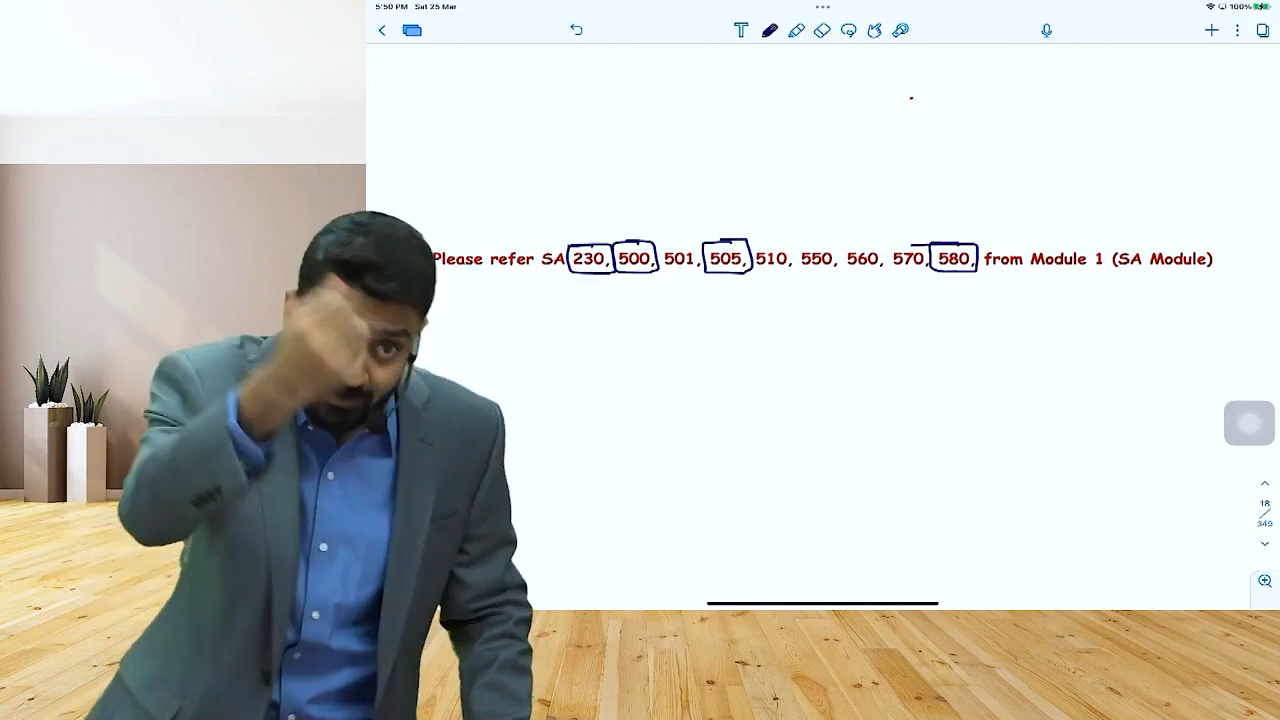 5:50 PM Sat 25 Mar
100%
T
Please refer SA 230, 500, 501, 505, 510, 550, 560, 570, 580, from Module 1 (SA Module)
18
349